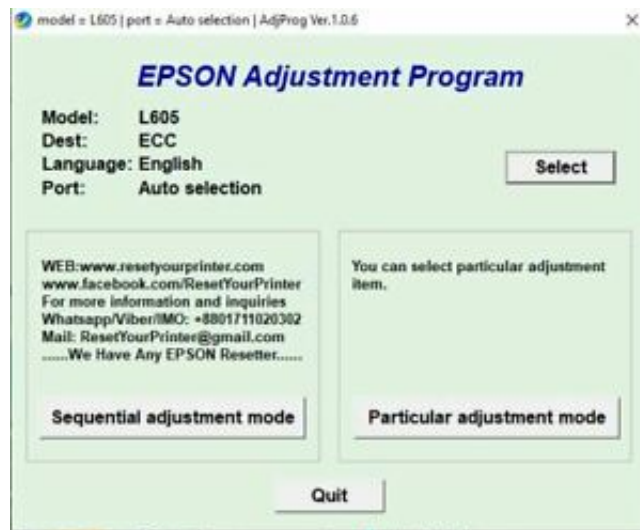 model = L605 | port = Auto selection | AdjProg Ver.1.0.6
EPSON Adjustment Program
Model: L605
Dest: ECC
Language: English
Port: Auto selection
Select
WEB:www.resetyourprinter.com
www.facebook.com/ResetYourPrinter
For more information and inquiries
Whatsapp/Viber/IMO: +8801711020302
Mail: ResetYourPrinter@gmail.com
......We Have Any EPSON Resetter......
Sequential adjustment mode
You can select particular adjustment
item.
Particular adjustment mode
Quit